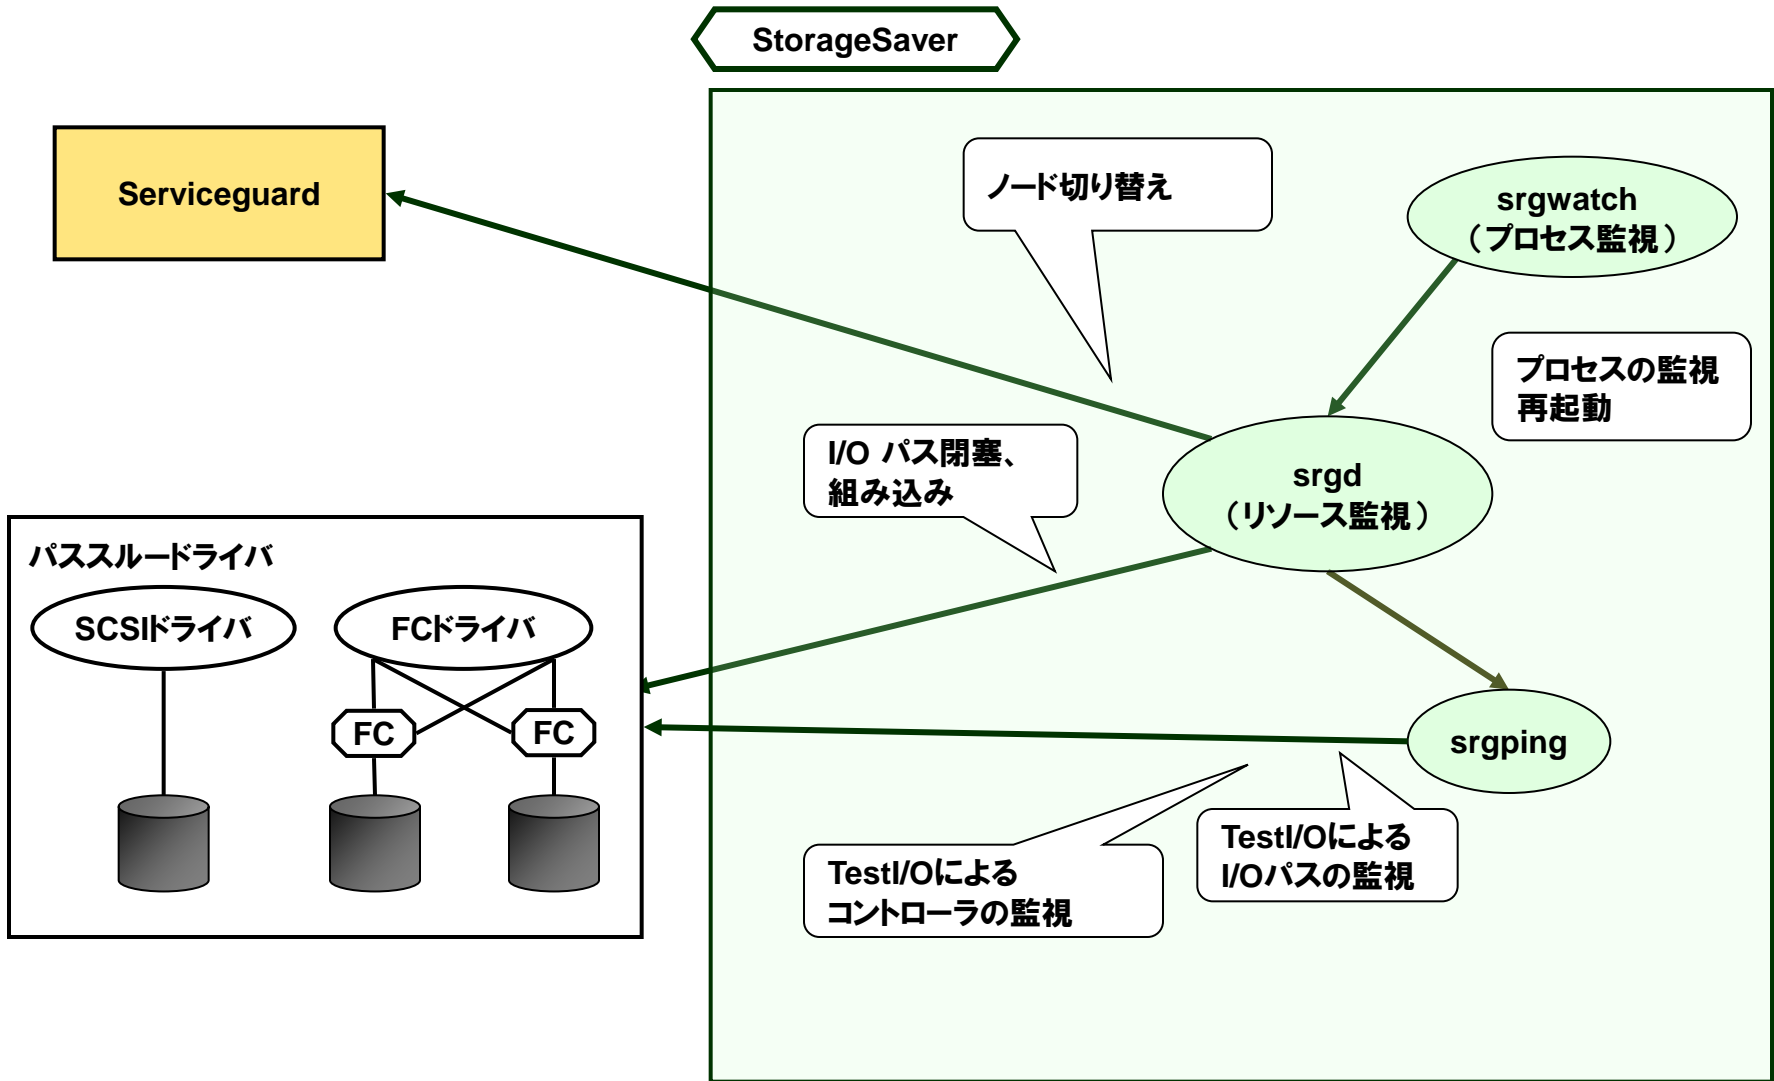 StorageSaver
Serviceguard
ノード切り替え
srgwatch
（プロセス監視）
プロセスの監視
再起動
I/O パス閉塞、
組み込み
srgd
（リソース監視）
パススルードライバ
SCSIドライバ
FCドライバ
FC
FC
srgping
TestI/Oによる
I/Oパスの監視
TestI/Oによる
コントローラの監視